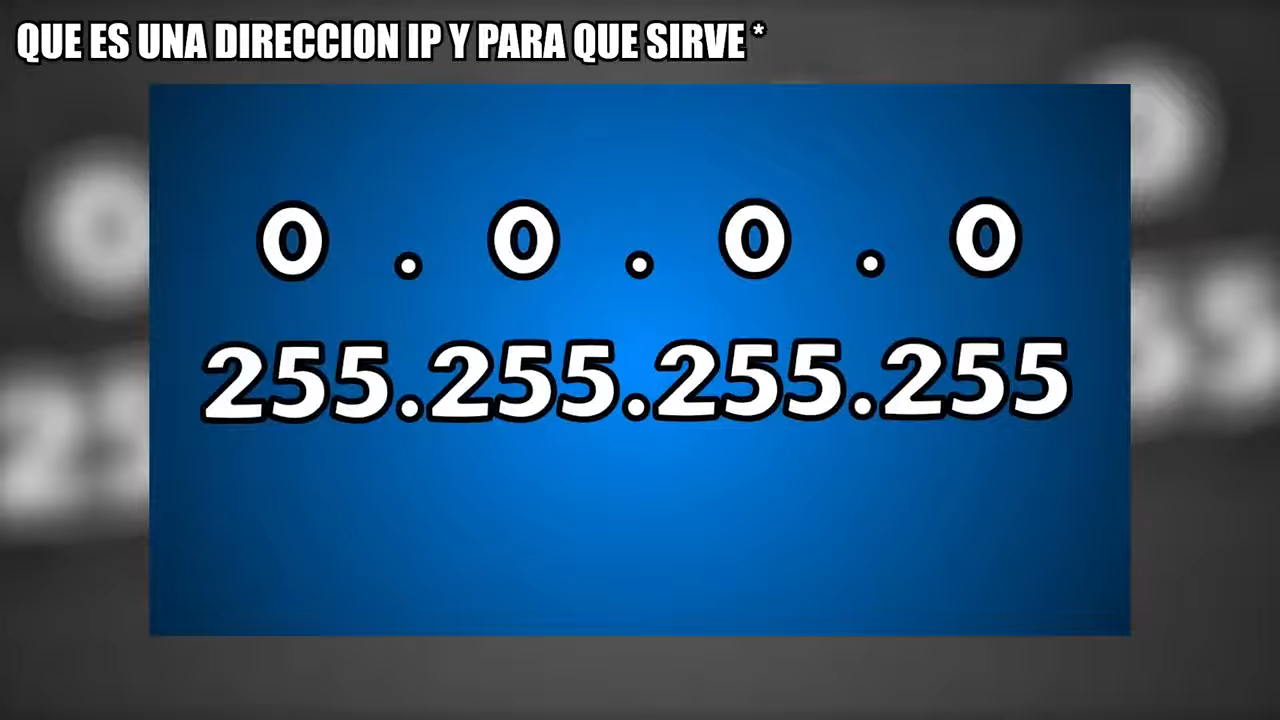 QUE ES UNA DIRECCION IP Y PARA QUE SIRVE *
0 . 0 . 0 . 0
255.255.255.255